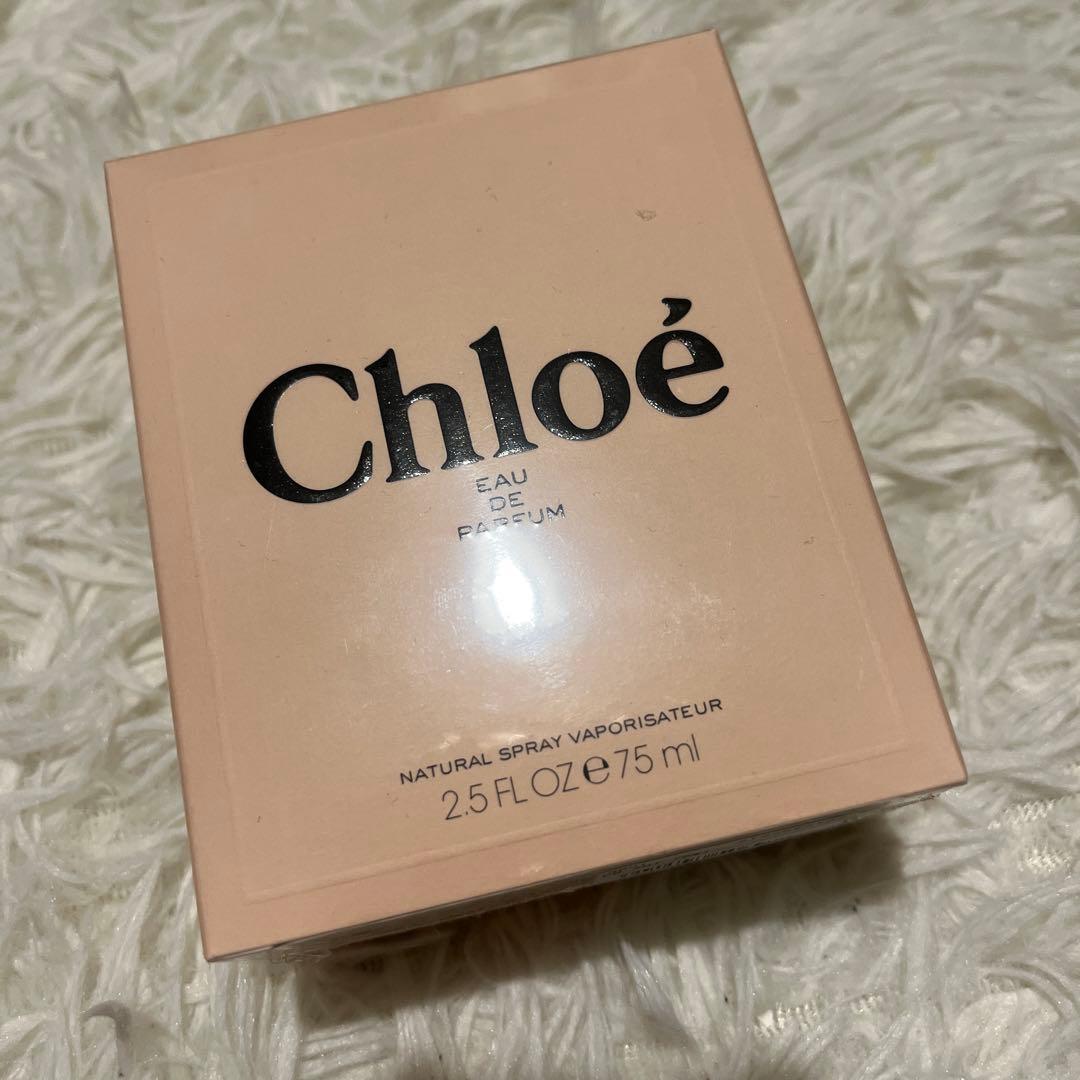 Chloé
EAU
DE
PARFUM
NATURAL SPRAY VAPORISATEUR
2.5 FL OZ e 75 ml